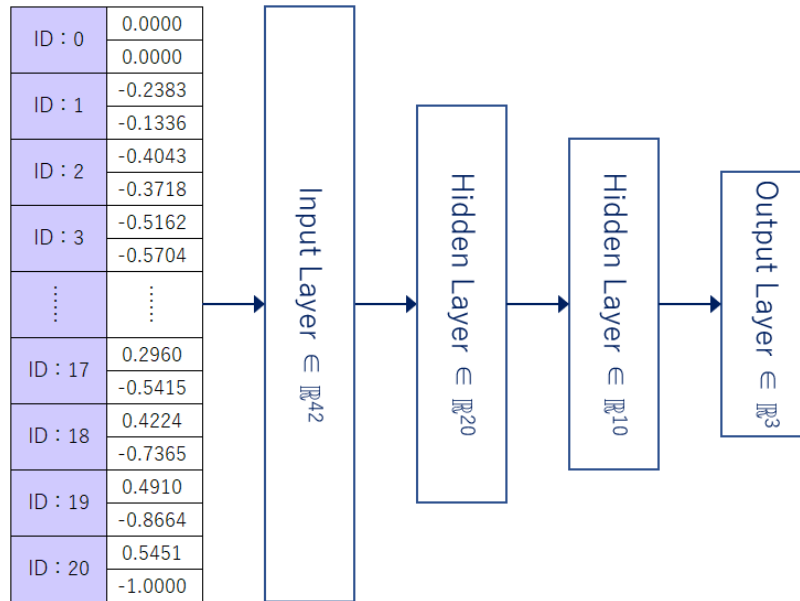 ID：0
0.0000
0.0000
ID：1
-0.2383
-0.1336
ID：2
-0.4043
-0.3718
ID：3
-0.5162
-0.5704
……
……
ID：17
0.2960
-0.5415
ID：18
0.4224
-0.7365
ID：19
0.4910
-0.8664
ID：20
0.5451
-1.0000
Input Layer ∈ ℝ⁴²
Hidden Layer ∈ ℝ²⁰
Hidden Layer ∈ ℝ¹⁰
Output Layer ∈ ℝ³